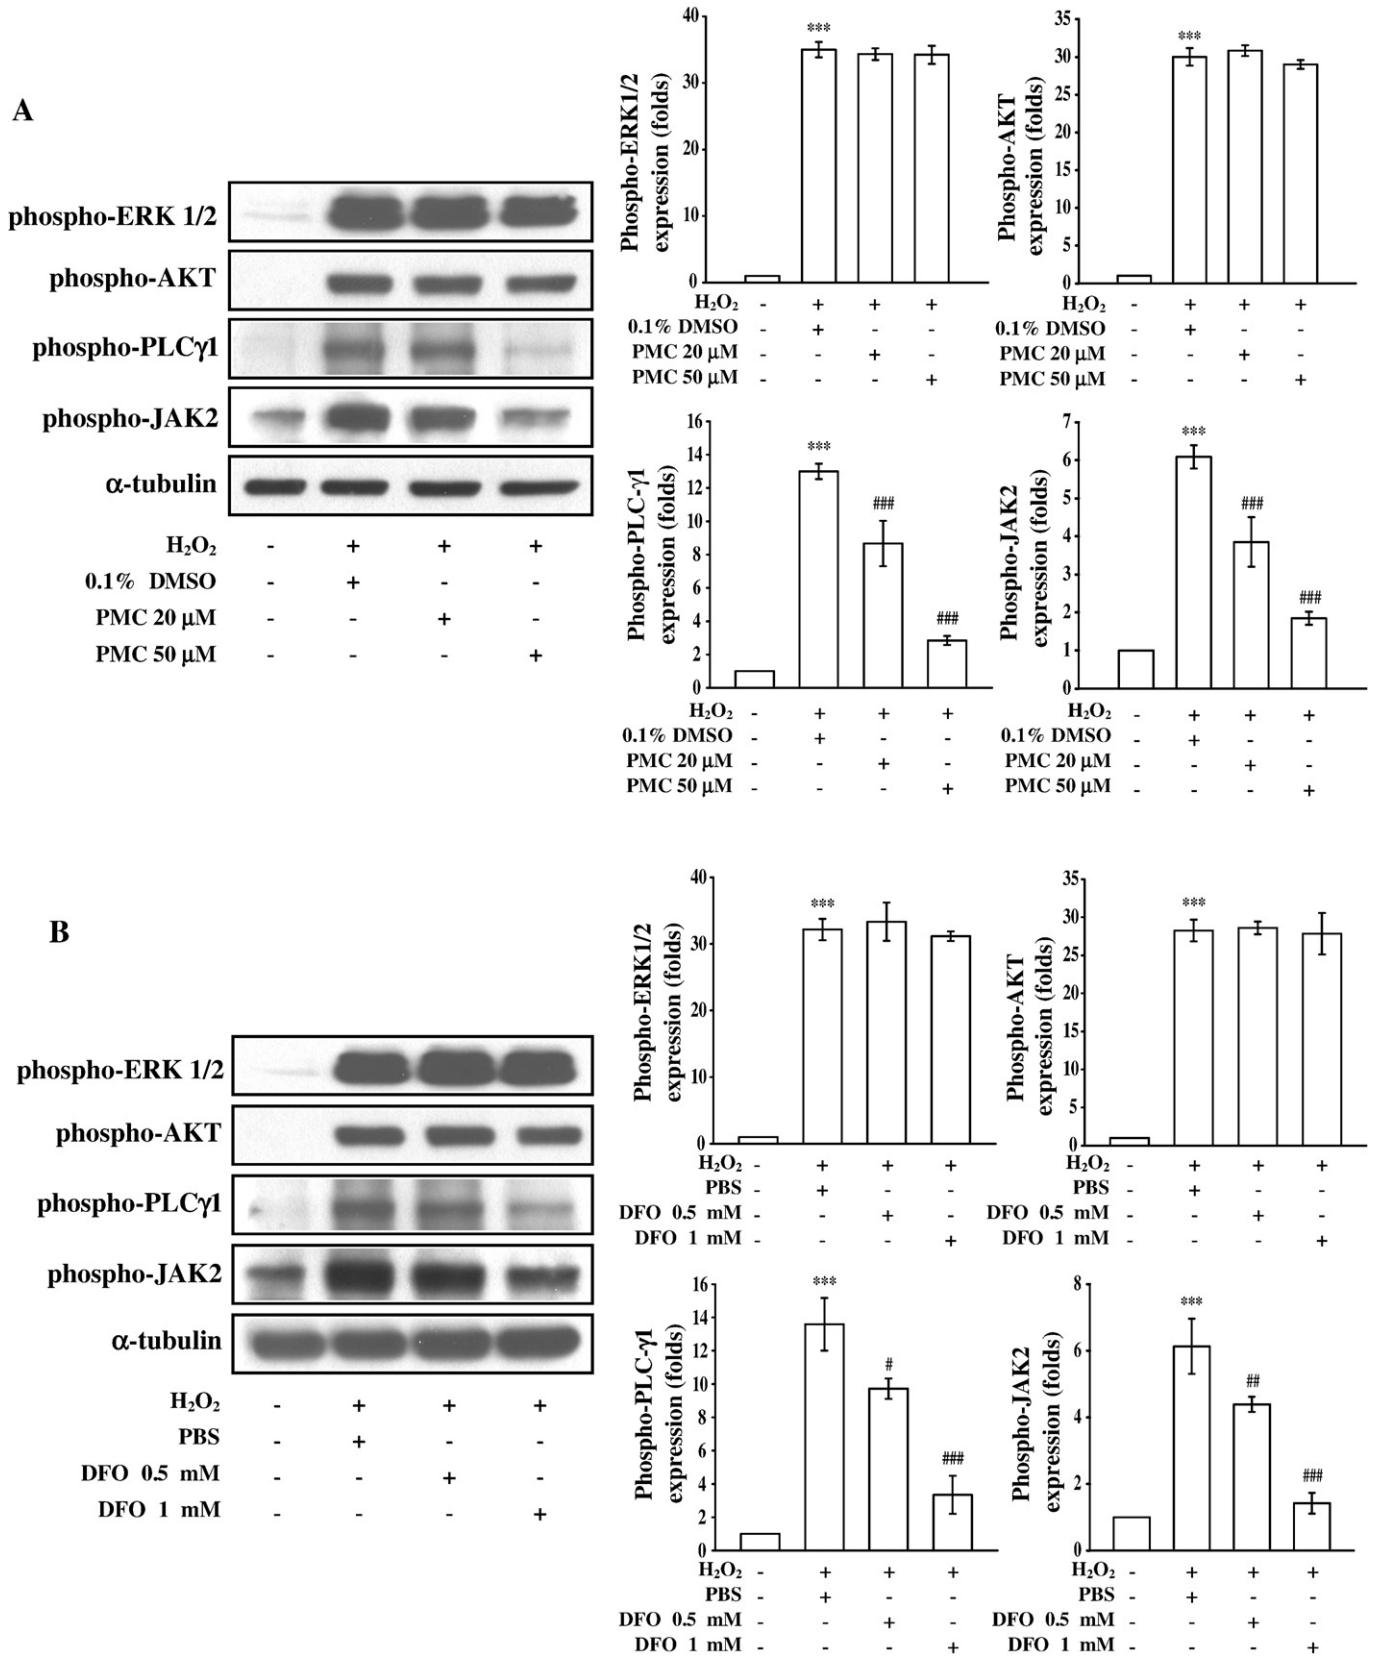 A
phospho-ERK 1/2
phospho-AKT
phospho-PLCγ1
phospho-JAK2
α-tubulin
H₂O₂ - + + +
0.1% DMSO - + - -
PMC 20 μM - - + -
PMC 50 μM - - - +
Phospho-ERK1/2
expression (folds)
40
30
20
10
0
***
H₂O₂ - + + +
0.1% DMSO - + - -
PMC 20 μM - - + -
PMC 50 μM - - - +
Phospho-AKT
expression (folds)
35
30
25
20
15
10
5
0
***
H₂O₂ - + + +
0.1% DMSO - + - -
PMC 20 μM - - + -
PMC 50 μM - - - +
Phospho-PLC-γ1
expression (folds)
16
14
12
10
8
6
4
2
0
***
###
###
H₂O₂ - + + +
0.1% DMSO - + - -
PMC 20 μM - - + -
PMC 50 μM - - - +
Phospho-JAK2
expression (folds)
7
6
5
4
3
2
1
0
***
###
###
H₂O₂ - + + +
0.1% DMSO - + - -
PMC 20 μM - - + -
PMC 50 μM - - - +
B
phospho-ERK 1/2
phospho-AKT
phospho-PLCγ1
phospho-JAK2
α-tubulin
H₂O₂ - + + +
PBS - + - -
DFO 0.5 mM - - + -
DFO 1 mM - - - +
Phospho-ERK1/2
expression (folds)
40
30
20
10
0
***
H₂O₂ - + + +
PBS - + - -
DFO 0.5 mM - - + -
DFO 1 mM - - - +
Phospho-AKT
expression (folds)
35
30
25
20
15
10
5
0
***
H₂O₂ - + + +
PBS - + - -
DFO 0.5 mM - - + -
DFO 1 mM - - - +
Phospho-PLC-γ1
expression (folds)
16
14
12
10
8
6
4
2
0
***
#
###
H₂O₂ - + + +
PBS - + - -
DFO 0.5 mM - - + -
DFO 1 mM - - - +
Phospho-JAK2
expression (folds)
8
6
4
2
0
***
##
###
H₂O₂ - + + +
PBS - + - -
DFO 0.5 mM - - + -
DFO 1 mM - - - +